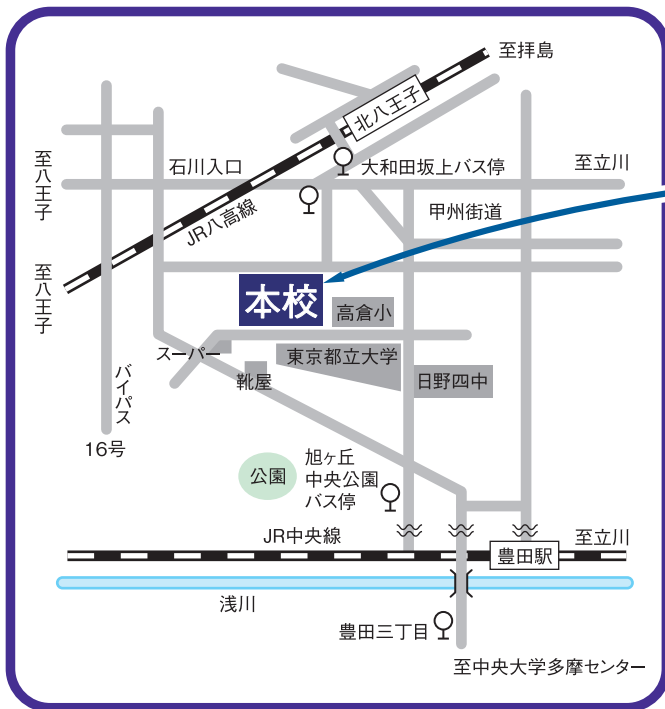 至拝島
北八王子
石川入口
大和田坂上バス停
至立川
至八王子
JR八高線
甲州街道
至八王子
本校
高倉小
スーパー
東京都立大学
靴屋
日野四中
バイパス
16号
公園
旭ヶ丘
中央公園
バス停
JR中央線
至立川
豊田駅
浅川
豊田三丁目
至中央大学多摩センター